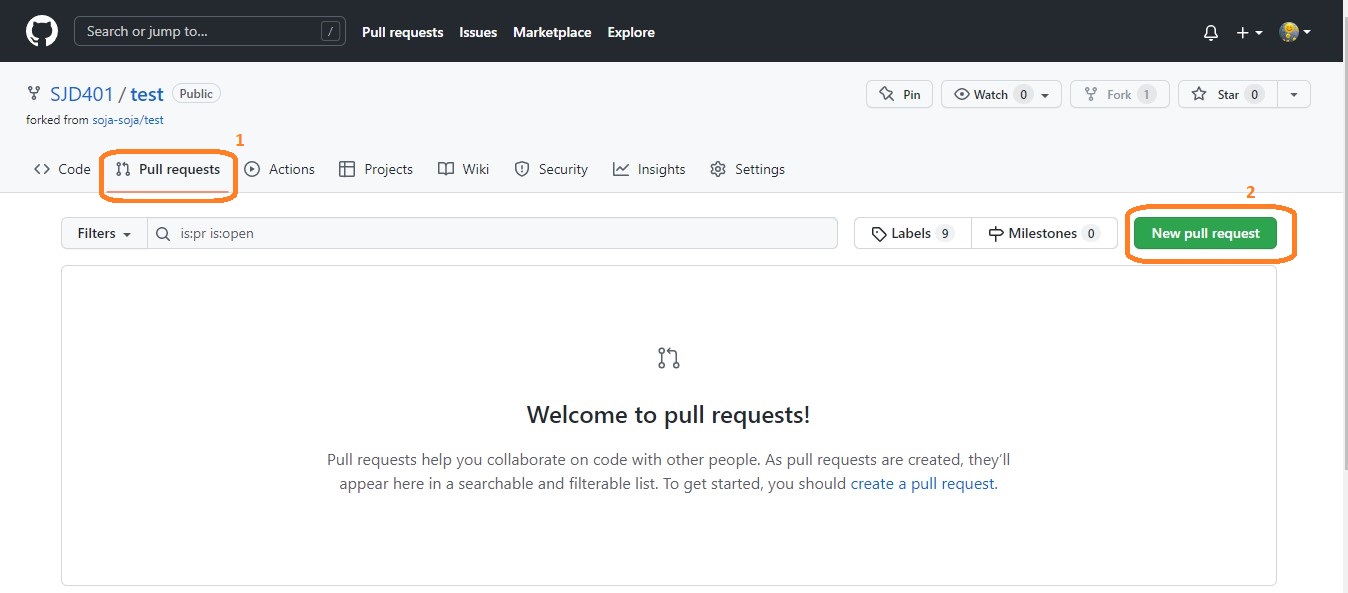 Search or jump to... / Pull requests Issues Marketplace Explore
SJD401 / test Public Pin Watch 0 Fork 1 Star 0
forked from soja-soja/test
1
Code Pull requests Actions Projects Wiki Security Insights Settings
2
Filters is:pr is:open Labels 9 Milestones 0 New pull request
Welcome to pull requests!
Pull requests help you collaborate on code with other people. As pull requests are created, they'll
appear here in a searchable and filterable list. To get started, you should create a pull request.